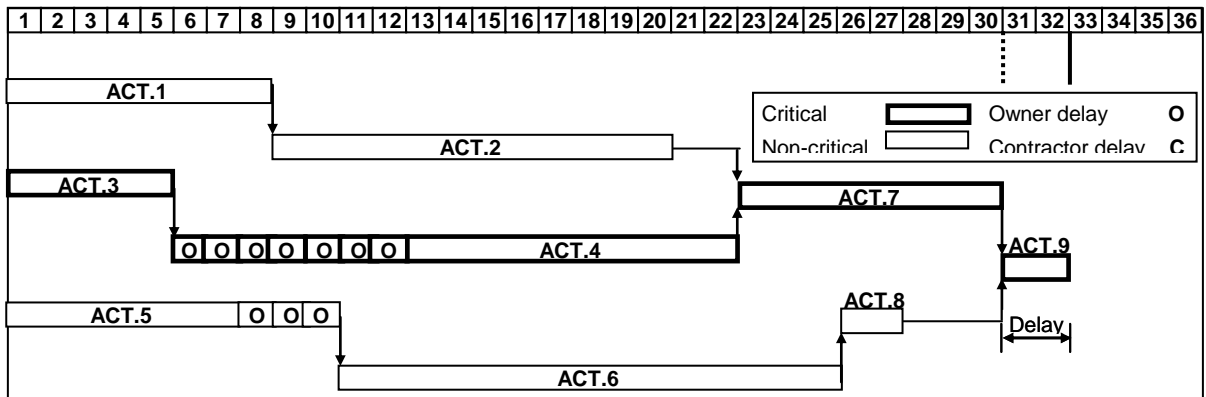 1 2 3 4 5 6 7 8 9 10 11 12 13 14 15 16 17 18 19 20 21 22 23 24 25 26 27 28 29 30 31 32 33 34 35 36
ACT.1
Critical Owner delay O
Non-critical Contractor delay C
ACT.2
ACT.3
ACT.7
O O O O O O O ACT.4
ACT.9
ACT.8
ACT.5 O O O
Delay
ACT.6